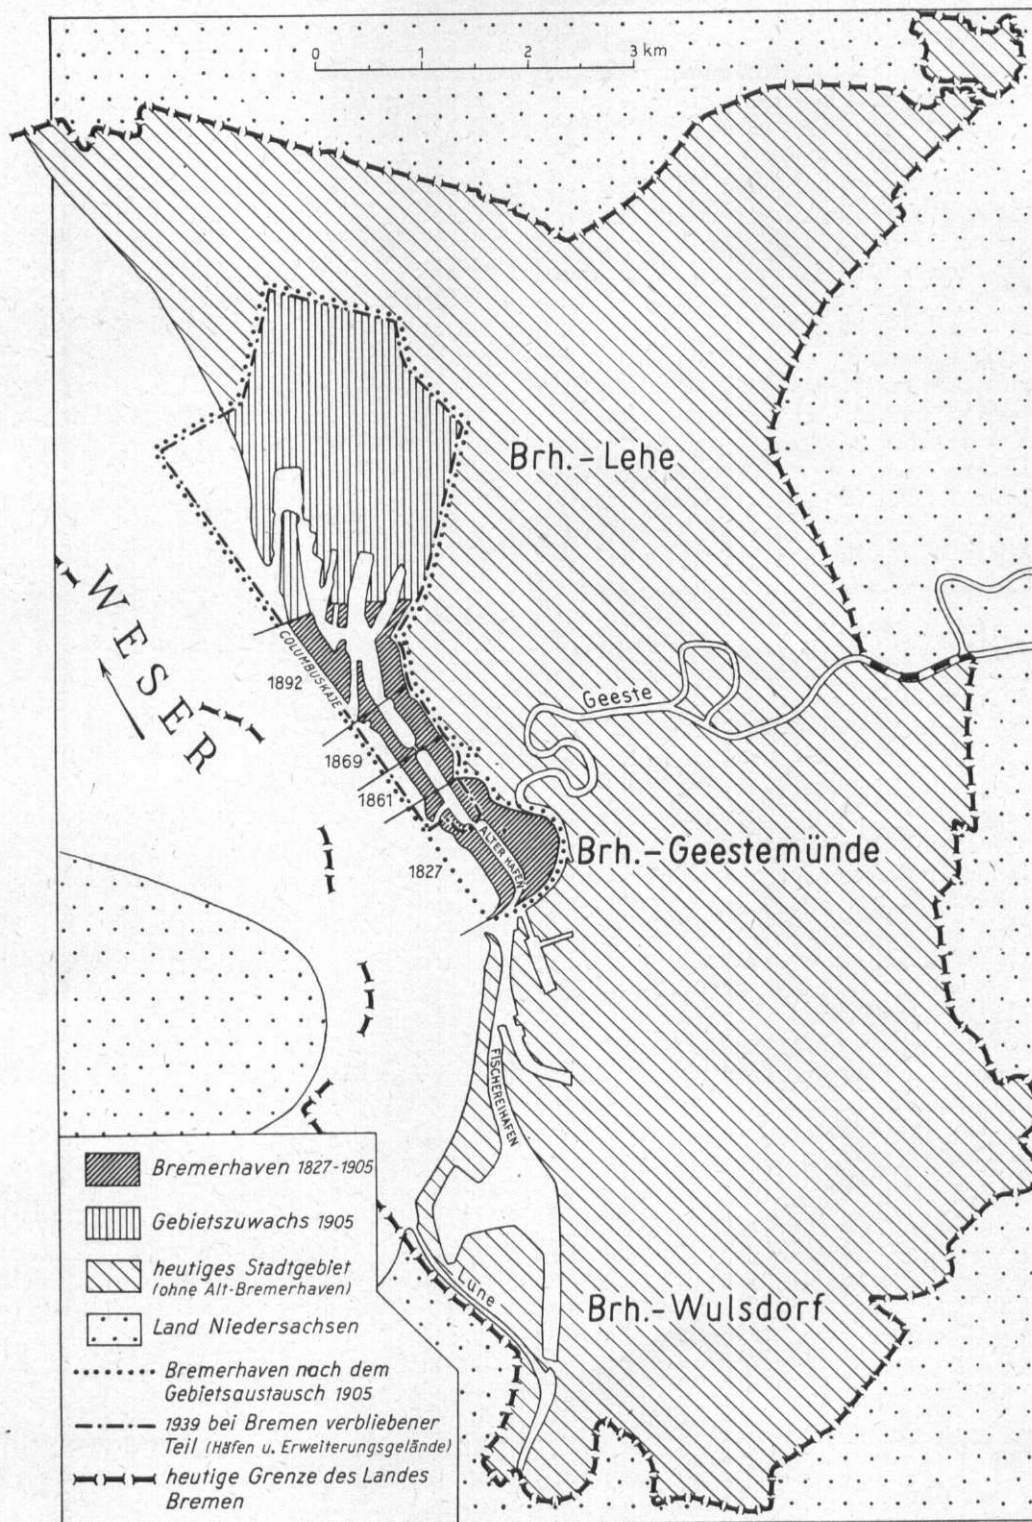 0 1 2 3 km
Brh.-Lehe
WESER
COLUMBUSKAJE
1892
Geeste
1869
1861
ALTER HAFEN
Brh.-Geestemünde
1827
FISCHEREIHAFEN
Lüne
Brh.-Wulsdorf
Bremerhaven 1827-1905
Gebietszuwachs 1905
heutiges Stadtgebiet
(ohne Alt-Bremerhaven)
Land Niedersachsen
Bremerhaven nach dem
Gebietsaustausch 1905
1939 bei Bremen verbliebener
Teil (Häfen u. Erweiterungsgelände)
heutige Grenze des Landes
Bremen